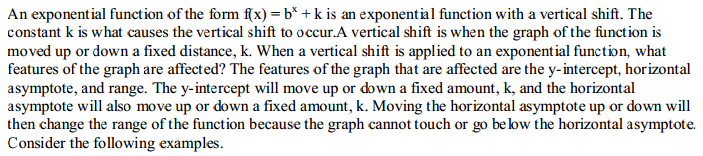 An exponential function of the form f(x) = bˣ + k is an exponential function with a vertical shift. The
constant k is what causes the vertical shift to occur.A vertical shift is when the graph of the function is
moved up or down a fixed distance, k. When a vertical shift is applied to an exponential function, what
features of the graph are affected? The features of the graph that are affected are the y-intercept, horizontal
asymptote, and range. The y-intercept will move up or down a fixed amount, k, and the horizontal
asymptote will also move up or down a fixed amount, k. Moving the horizontal asymptote up or down will
then change the range of the function because the graph cannot touch or go below the horizontal asymptote.
Consider the following examples.